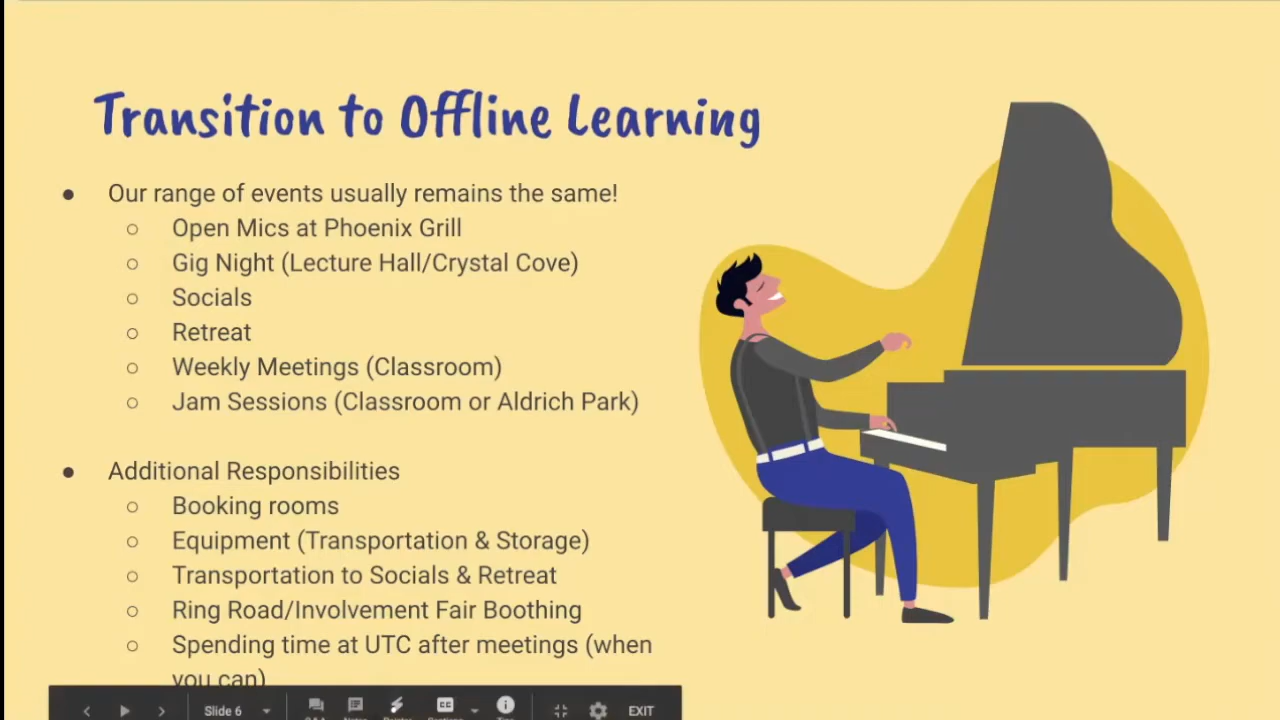 Transition to Offline Learning
● Our range of events usually remains the same!
○ Open Mics at Phoenix Grill
○ Gig Night (Lecture Hall/Crystal Cove)
○ Socials
○ Retreat
○ Weekly Meetings (Classroom)
○ Jam Sessions (Classroom or Aldrich Park)
● Additional Responsibilities
○ Booking rooms
○ Equipment (Transportation & Storage)
○ Transportation to Socials & Retreat
○ Ring Road/Involvement Fair Boothing
○ Spending time at UTC after meetings (when
you can)
Slide 6
CC
EXIT